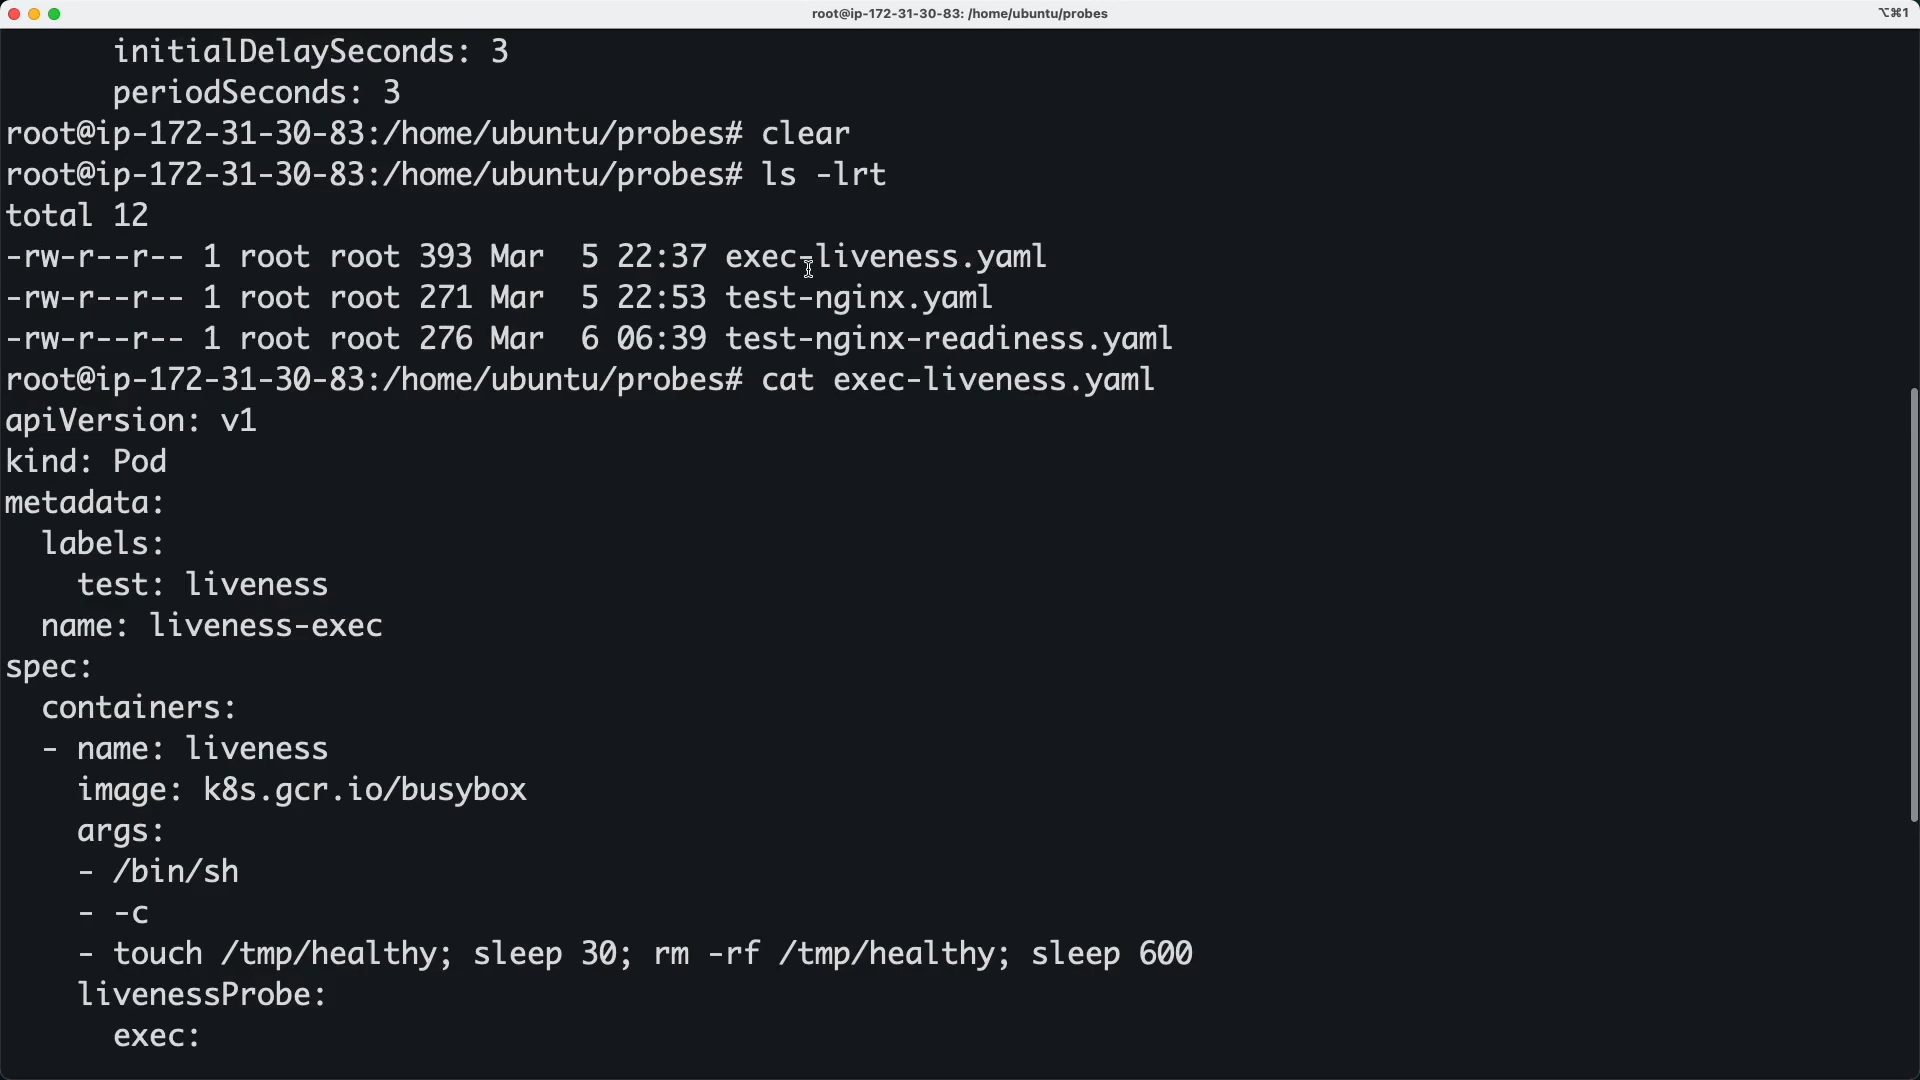 root@ip-172-31-30-83: /home/ubuntu/probes
⌥⌘1
      initialDelaySeconds: 3
      periodSeconds: 3
root@ip-172-31-30-83:/home/ubuntu/probes# clear
root@ip-172-31-30-83:/home/ubuntu/probes# ls -lrt
total 12
-rw-r--r-- 1 root root 393 Mar  5 22:37 exec-liveness.yaml
-rw-r--r-- 1 root root 271 Mar  5 22:53 test-nginx.yaml
-rw-r--r-- 1 root root 276 Mar  6 06:39 test-nginx-readiness.yaml
root@ip-172-31-30-83:/home/ubuntu/probes# cat exec-liveness.yaml
apiVersion: v1
kind: Pod
metadata:
  labels:
    test: liveness
  name: liveness-exec
spec:
  containers:
  - name: liveness
    image: k8s.gcr.io/busybox
    args:
    - /bin/sh
    - -c
    - touch /tmp/healthy; sleep 30; rm -rf /tmp/healthy; sleep 600
    livenessProbe:
      exec: